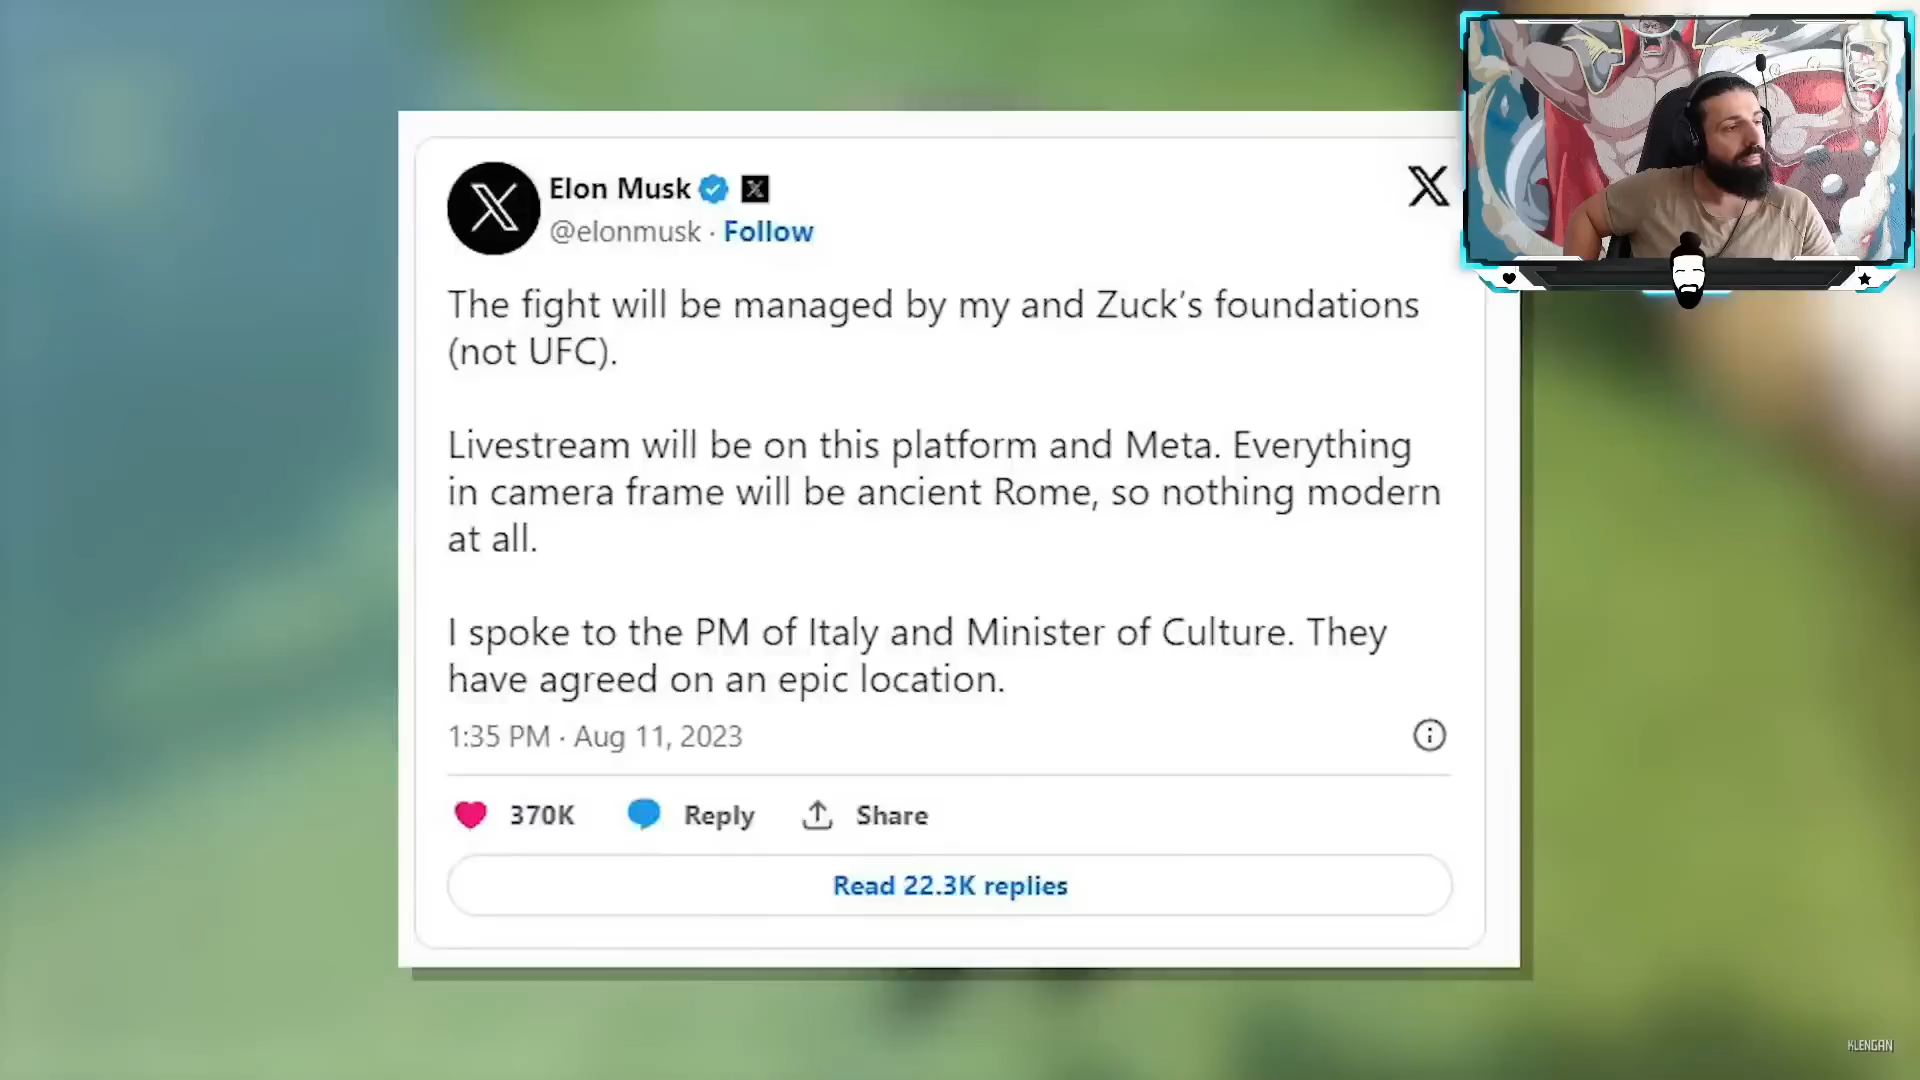 Elon Musk
@elonmusk · Follow
The fight will be managed by my and Zuck’s foundations
(not UFC).
Livestream will be on this platform and Meta. Everything
in camera frame will be ancient Rome, so nothing modern
at all.
I spoke to the PM of Italy and Minister of Culture. They
have agreed on an epic location.
1:35 PM · Aug 11, 2023
370K Reply Share
Read 22.3K replies
KLENGAN